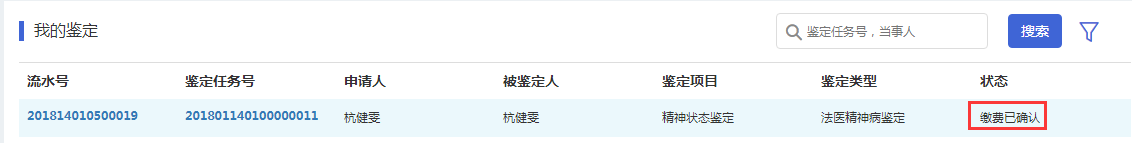 我的鉴定
鉴定任务号，当事人 搜索
流水号 鉴定任务号 申请人 被鉴定人 鉴定项目 鉴定类型 状态
201814010500019 201801140100000011 杭健雯 杭健雯 精神状态鉴定 法医精神病鉴定 缴费已确认